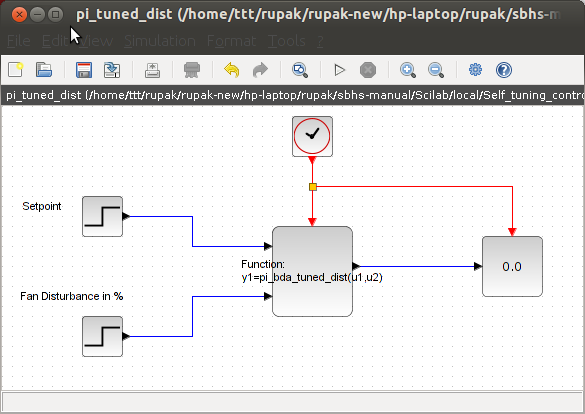 pi_tuned_dist (/home/ttt/rupak/rupak-new/hp-laptop/rupak/sbhs-m
File Edit View Simulation Format Tools ?
pi_tuned_dist (/home/ttt/rupak/rupak-new/hp-laptop/rupak/sbhs-manual/Scilab/local/Self_tuning_contro
Setpoint
Function:
y1=pi_bda_tuned_dist(u1,u2)
0.0
Fan Disturbance in %